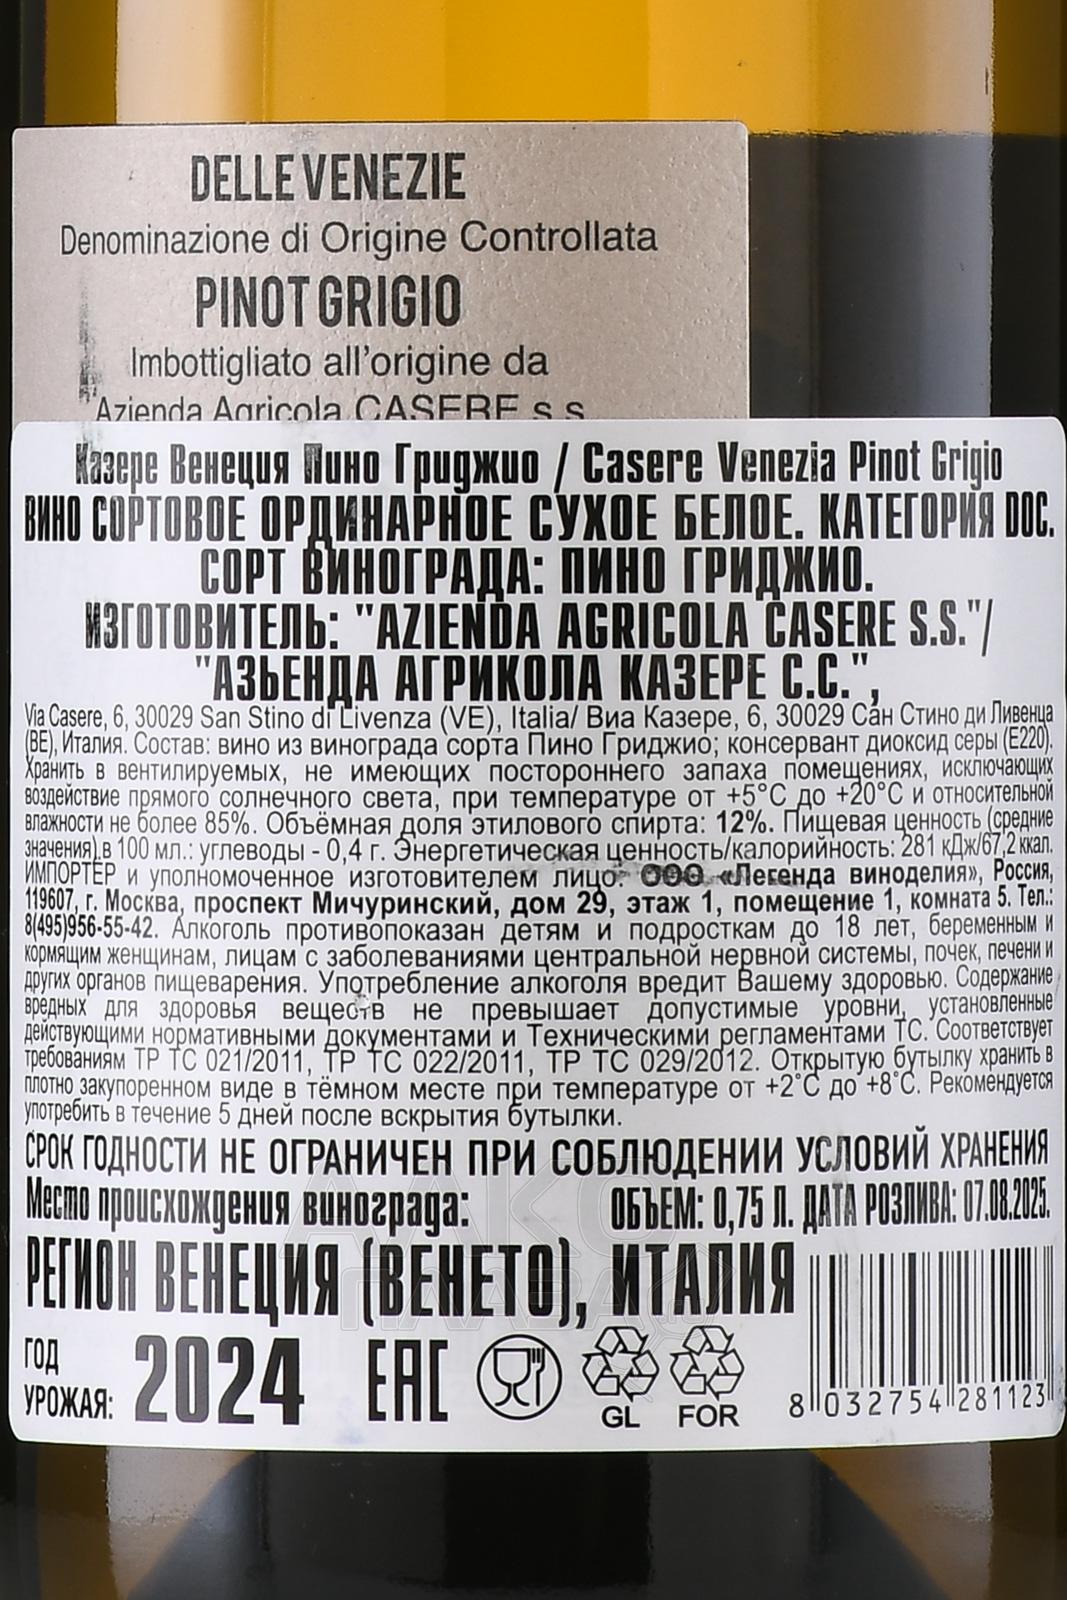 DELLE VENEZIE
Denominazione di Origine Controllata
PINOT GRIGIO
Imbottigliato all'origine da
Azienda Agricola CASERE s.s.
Казере Венеция Пино Гриджио / Casere Venezia Pinot Grigio
ВИНО СОРТОВОЕ ОРДИНАРНОЕ СУХОЕ БЕЛОЕ. КАТЕГОРИЯ DOC.
СОРТ ВИНОГРАДА: ПИНО ГРИДЖИО.
ИЗГОТОВИТЕЛЬ: "AZIENDA AGRICOLA CASERE S.S."/
"АЗЬЕНДА АГРИКОЛА КАЗЕРЕ С.С.",
Via Casere, 6, 30029 San Stino di Livenza (VE), Italia/ Виа Казере, 6, 30029 Сан Стино ди Ливенца
(ВЕ), Италия. Состав: вино из винограда сорта Пино Гриджио; консервант диоксид серы (Е220).
Хранить в вентилируемых, не имеющих постороннего запаха помещениях, исключающих
воздействие прямого солнечного света, при температуре от +5°C до +20°C и относительной
влажности не более 85%. Объёмная доля этилового спирта: 12%. Пищевая ценность (средние
значения) в 100 мл.: углеводы - 0,4 г. Энергетическая ценность/калорийность: 281 кДж/67,2 ккал.
ИМПОРТЁР и уполномоченное изготовителем лицо: ООО «Легенда виноделия», Россия,
119607, г. Москва, проспект Мичуринский, дом 29, этаж 1, помещение 1, комната 5. Тел.:
8(495)956-55-42. Алкоголь противопоказан детям и подросткам до 18 лет, беременным и
кормящим женщинам, лицам с заболеваниями центральной нервной системы, почек, печени и
других органов пищеварения. Употребление алкоголя вредит Вашему здоровью. Содержание
вредных для здоровья веществ не превышает допустимые уровни, установленные
действующими нормативными документами и Техническими регламентами ТС. Соответствует
требованиям ТР ТС 021/2011, ТР ТС 022/2011, ТР ТС 029/2012. Открытую бутылку хранить в
плотно закупоренном виде в тёмном месте при температуре от +2°C до +8°C. Рекомендуется
употребить в течение 5 дней после вскрытия бутылки.
СРОК ГОДНОСТИ НЕ ОГРАНИЧЕН ПРИ СОБЛЮДЕНИИ УСЛОВИЙ ХРАНЕНИЯ
Место происхождения винограда: ОБЪЕМ: 0,75 Л. ДАТА РОЗЛИВА: 07.08.2025.
РЕГИОН ВЕНЕЦИЯ (ВЕНЕТО), ИТАЛИЯ
ГОД
УРОЖАЯ: 2024 EAC
GL FOR 8 032754 281123